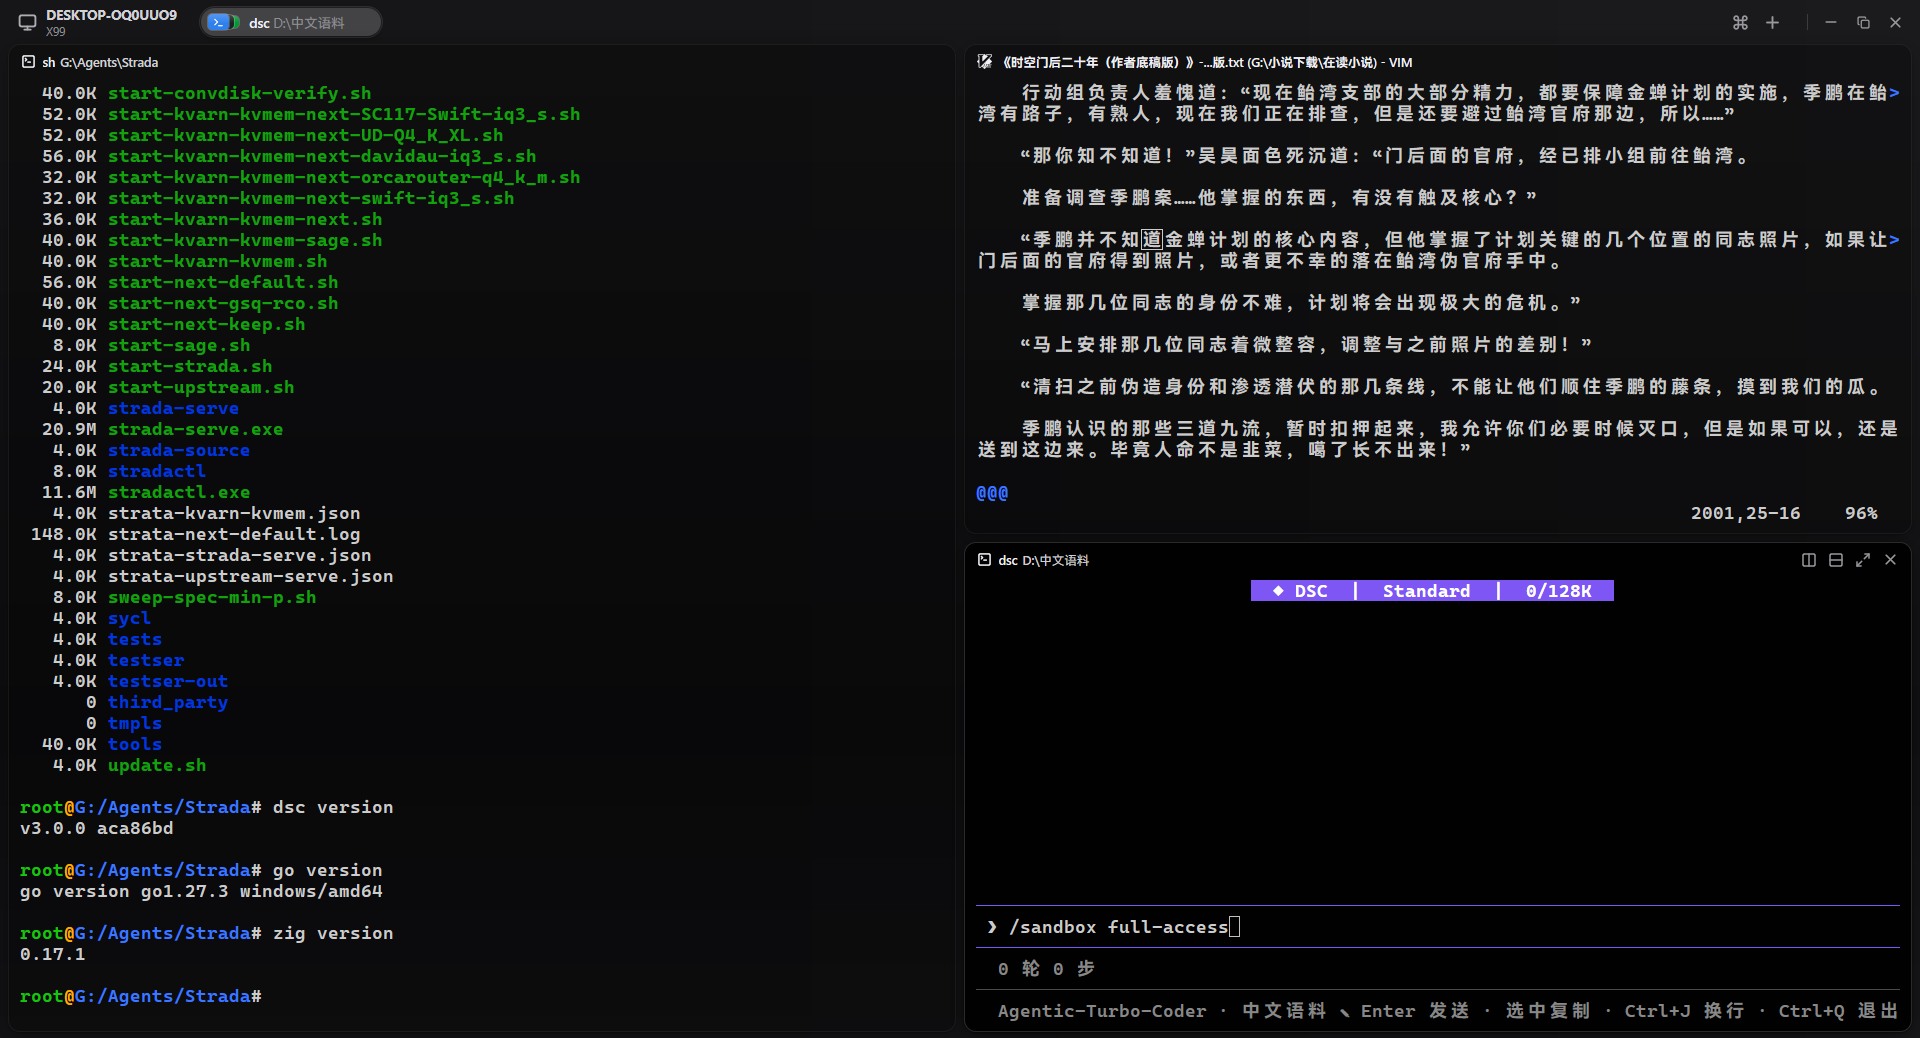 DESKTOP-OQ0UUO9
X99
dsc D:\中文语料
sh G:\Agents\Strada
40.0K start-convdisk-verify.sh
52.0K start-kvarn-kvmem-next-SC117-Swift-iq3_s.sh
52.0K start-kvarn-kvmem-next-UD-Q4_K_XL.sh
56.0K start-kvarn-kvmem-next-davidau-iq3_s.sh
32.0K start-kvarn-kvmem-next-orcarouter-q4_k_m.sh
32.0K start-kvarn-kvmem-next-swift-iq3_s.sh
36.0K start-kvarn-kvmem-next.sh
40.0K start-kvarn-kvmem-sage.sh
40.0K start-kvarn-kvmem.sh
56.0K start-next-default.sh
40.0K start-next-gsq-rco.sh
40.0K start-next-keep.sh
8.0K start-sage.sh
24.0K start-strada.sh
20.0K start-upstream.sh
4.0K strada-serve
20.9M strada-serve.exe
4.0K strada-source
8.0K stradactl
11.6M stradactl.exe
4.0K strata-kvarn-kvmem.json
148.0K strata-next-default.log
4.0K strata-strada-serve.json
4.0K strata-upstream-serve.json
8.0K sweep-spec-min-p.sh
4.0K sycl
4.0K tests
4.0K testser
4.0K testser-out
0 third_party
0 tmpls
40.0K tools
4.0K update.sh
root@G:/Agents/Strada# dsc version
v3.0.0 aca86bd
root@G:/Agents/Strada# go version
go version go1.27.3 windows/amd64
root@G:/Agents/Strada# zig version
0.17.1
root@G:/Agents/Strada#
《时空门后二十年（作者底稿版）》-...版.txt (G:\小说下载\在读小说) - VIM
行动组负责人羞愧道：“现在鲐湾支部的大部分精力，都要保障金蝉计划的实施，季鹏在鲐>
湾有路子，有熟人，现在我们正在排查，但是还要避过鲐湾官府那边，所以……”
“那你知不知道！”吴昊面色死沉道：“门后面的官府，经已排小组前往鲐湾。
准备调查季鹏案……他掌握的东西，有没有触及核心？”
“季鹏并不知道金蝉计划的核心内容，但他掌握了计划关键的几个位置的同志照片，如果让>
门后面的官府得到照片，或者更不幸的落在鲐湾伪官府手中。
掌握那几位同志的身份不难，计划将会出现极大的危机。”
“马上安排那几位同志着微整容，调整与之前照片的差别！”
“清扫之前伪造身份和渗透潜伏的那几条线，不能让他们顺住季鹏的藤条，摸到我们的瓜。
季鹏认识的那些三道九流，暂时扣押起来，我允许你们必要时候灭口，但是如果可以，还是
送到这边来。毕竟人命不是韭菜，噶了长不出来！”
@@@
2001,25-16 96%
dsc D:\中文语料
◆ DSC | Standard | 0/128K
❯ /sandbox full-access
0 轮 0 步
Agentic-Turbo-Coder · 中文语料 ✎ Enter 发送 · 选中复制 · Ctrl+J 换行 · Ctrl+Q 退出